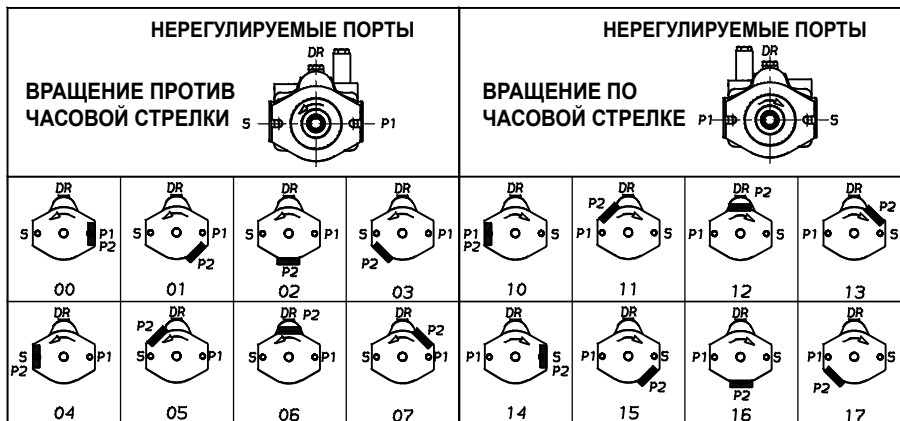 НЕРЕГУЛИРУЕМЫЕ ПОРТЫ
DR
ВРАЩЕНИЕ ПРОТИВ
ЧАСОВОЙ СТРЕЛКИ
S P1
НЕРЕГУЛИРУЕМЫЕ ПОРТЫ
DR
ВРАЩЕНИЕ ПО
ЧАСОВОЙ СТРЕЛКЕ
P1 S
DR
S P1
P2
00
DR
S P1
P2
01
DR
S P1
P2
02
DR
S P1
P2
03
DR
P1 S
P2
10
DR
P2
P1 S
11
DR P2
P1 S
12
DR
P2
P1 S
13
DR
S P1
P2
04
DR
P2
S P1
05
DR P2
S P1
06
DR
P2
S P1
07
DR
P1 S
P2
14
DR
P1 S
P2
15
DR
P1 S
P2
16
DR
P1 S
P2
17